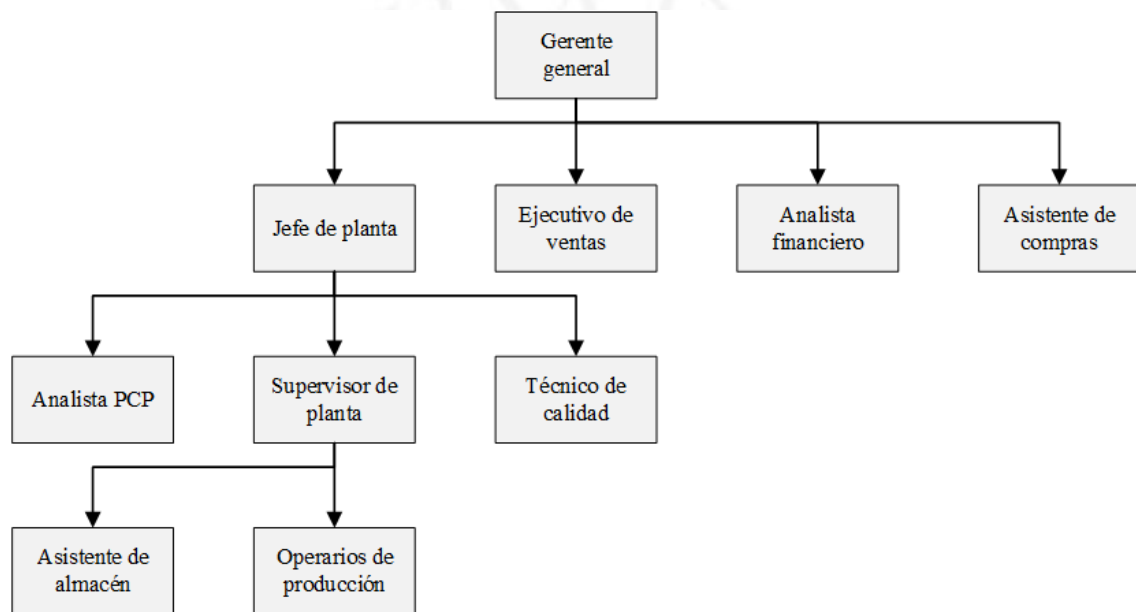 Gerente
general
Jefe de planta
Ejecutivo de
ventas
Analista
financiero
Asistente de
compras
Analista PCP
Supervisor de
planta
Técnico de
calidad
Asistente de
almacén
Operarios de
producción